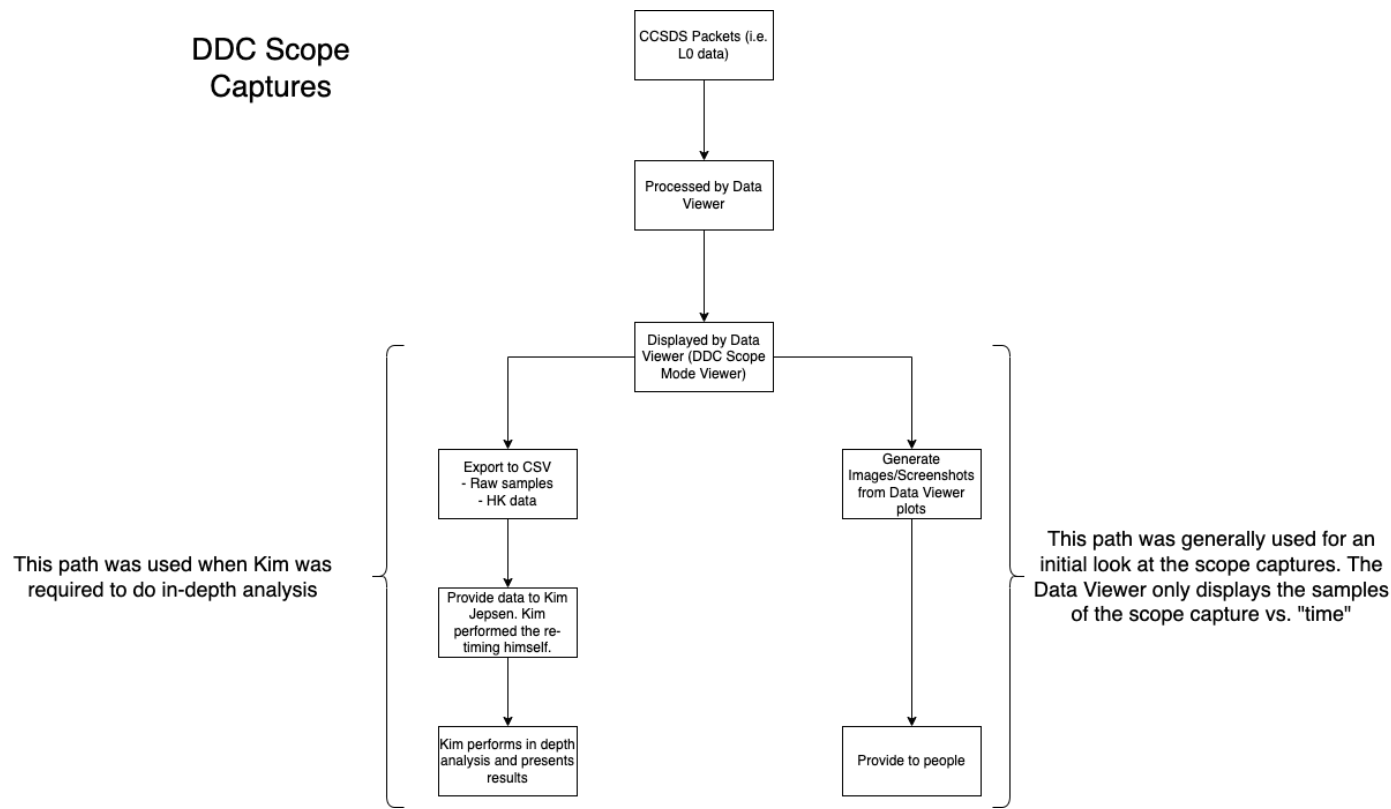 DDC Scope
Captures
CCSDS Packets (i.e.
L0 data)
Processed by Data
Viewer
Displayed by Data
Viewer (DDC Scope
Mode Viewer)
Export to CSV
- Raw samples
- HK data
Generate
Images/Screenshots
from Data Viewer
plots
This path was used when Kim was
required to do in-depth analysis
This path was generally used for an
initial look at the scope captures. The
Data Viewer only displays the samples
of the scope capture vs. "time"
Provide data to Kim
Jepsen. Kim
performed the re-
timing himself.
Kim performs in depth
analysis and presents
results
Provide to people